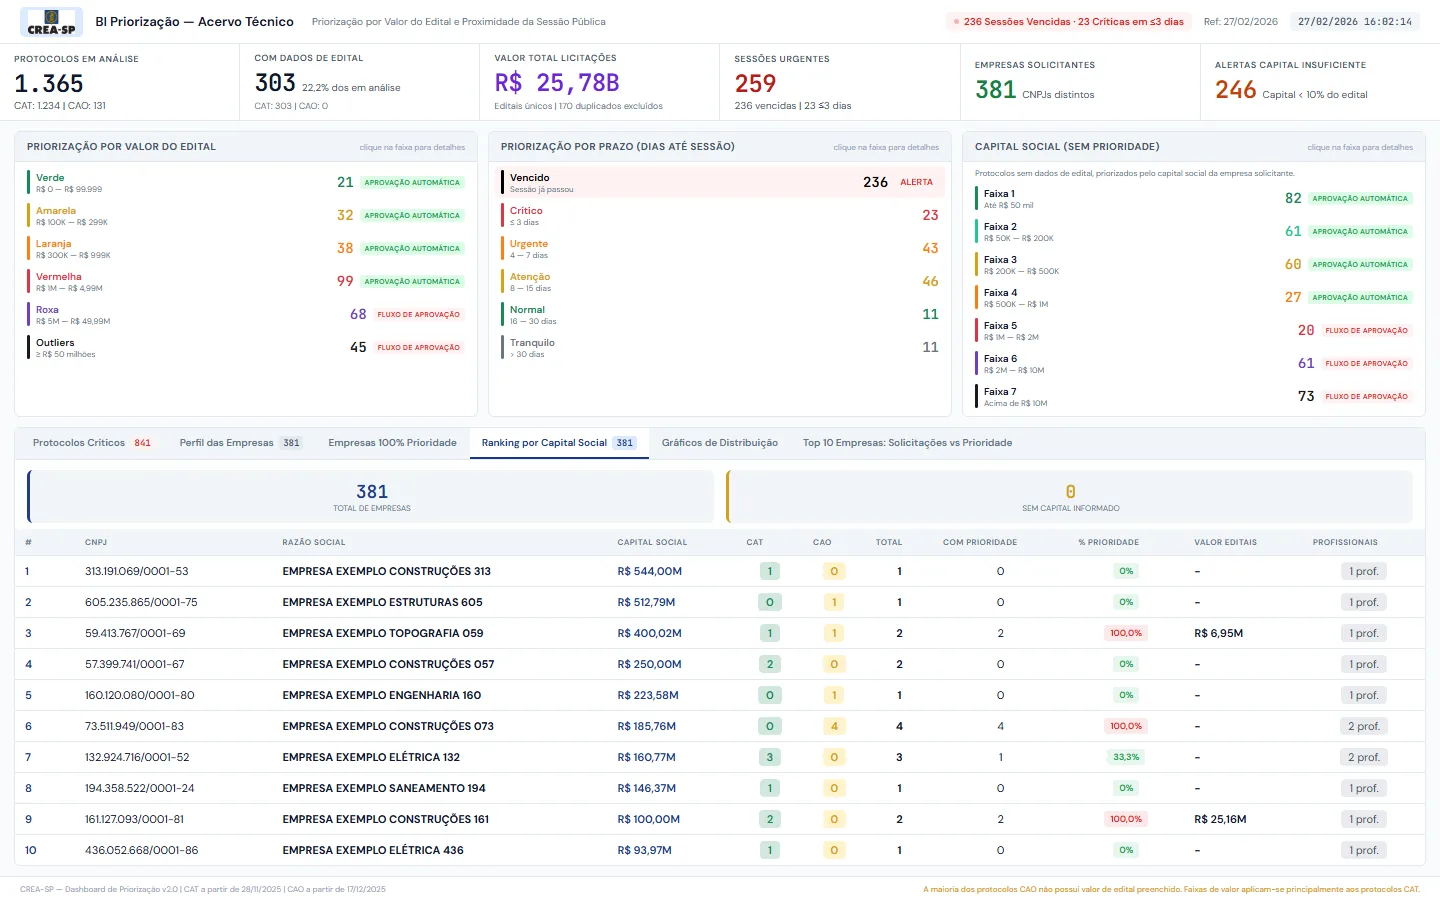 CREA-SP
BI Priorização — Acervo Técnico
Priorização por Valor do Edital e Proximidade da Sessão Pública
236 Sessões Vencidas · 23 Críticas em ≤3 dias
Ref: 27/02/2026
27/02/2026 16:02:14
PROTOCOLOS EM ANÁLISE
1.365
CAT: 1.234 | CAO: 131
COM DADOS DE EDITAL
303 22,2% dos em análise
CAT: 303 | CAO: 0
VALOR TOTAL LICITAÇÕES
R$ 25,78B
Editais únicos | 170 duplicados excluídos
SESSÕES URGENTES
259
236 vencidas | 23 ≤3 dias
EMPRESAS SOLICITANTES
381 CNPJs distintos
ALERTAS CAPITAL INSUFICIENTE
246 Capital < 10% do edital
PRIORIZAÇÃO POR VALOR DO EDITAL clique na faixa para detalhes
Verde 21 APROVAÇÃO AUTOMÁTICA
R$ 0 — R$ 99.999
Amarela 32 APROVAÇÃO AUTOMÁTICA
R$ 100K — R$ 299K
Laranja 38 APROVAÇÃO AUTOMÁTICA
R$ 300K — R$ 999K
Vermelha 99 APROVAÇÃO AUTOMÁTICA
R$ 1M — R$ 4,99M
Roxa 68 FLUXO DE APROVAÇÃO
R$ 5M — R$ 49,99M
Outliers 45 FLUXO DE APROVAÇÃO
≥ R$ 50 milhões
PRIORIZAÇÃO POR PRAZO (DIAS ATÉ SESSÃO) clique na faixa para detalhes
Vencido 236 ALERTA
Sessão já passou
Crítico 23
≤ 3 dias
Urgente 43
4 — 7 dias
Atenção 46
8 — 15 dias
Normal 11
16 — 30 dias
Tranquilo 11
> 30 dias
CAPITAL SOCIAL (SEM PRIORIDADE) clique na faixa para detalhes
Protocolos sem dados de edital, priorizados pelo capital social da empresa solicitante.
Faixa 1 82 APROVAÇÃO AUTOMÁTICA
Até R$ 50 mil
Faixa 2 61 APROVAÇÃO AUTOMÁTICA
R$ 50K — R$ 200K
Faixa 3 60 APROVAÇÃO AUTOMÁTICA
R$ 200K — R$ 500K
Faixa 4 27 APROVAÇÃO AUTOMÁTICA
R$ 500K — R$ 1M
Faixa 5 20 FLUXO DE APROVAÇÃO
R$ 1M — R$ 2M
Faixa 6 61 FLUXO DE APROVAÇÃO
R$ 2M — R$ 10M
Faixa 7 73 FLUXO DE APROVAÇÃO
Acima de R$ 10M
Protocolos Críticos 841 Perfil das Empresas 381 Empresas 100% Prioridade Ranking por Capital Social 381 Gráficos de Distribuição Top 10 Empresas: Solicitações vs Prioridade
381
TOTAL DE EMPRESAS
0
SEM CAPITAL INFORMADO
# CNPJ RAZÃO SOCIAL CAPITAL SOCIAL CAT CAO TOTAL COM PRIORIDADE % PRIORIDADE VALOR EDITAIS PROFISSIONAIS
1 313.191.069/0001-53 EMPRESA EXEMPLO CONSTRUÇÕES 313 R$ 544,00M 1 0 1 0 0% - 1 prof.
2 605.235.865/0001-75 EMPRESA EXEMPLO ESTRUTURAS 605 R$ 512,79M 0 1 1 0 0% - 1 prof.
3 59.413.767/0001-69 EMPRESA EXEMPLO TOPOGRAFIA 059 R$ 400,02M 1 1 2 2 100,0% R$ 6,95M 1 prof.
4 57.399.741/0001-67 EMPRESA EXEMPLO CONSTRUÇÕES 057 R$ 250,00M 2 0 2 0 0% - 1 prof.
5 160.120.080/0001-80 EMPRESA EXEMPLO ENGENHARIA 160 R$ 223,58M 0 1 1 0 0% - 1 prof.
6 73.511.949/0001-83 EMPRESA EXEMPLO CONSTRUÇÕES 073 R$ 185,76M 0 4 4 4 100,0% - 2 prof.
7 132.924.716/0001-52 EMPRESA EXEMPLO ELÉTRICA 132 R$ 160,77M 3 0 3 1 33,3% - 2 prof.
8 194.358.522/0001-24 EMPRESA EXEMPLO SANEAMENTO 194 R$ 146,37M 1 0 1 0 0% - 1 prof.
9 161.127.093/0001-81 EMPRESA EXEMPLO CONSTRUÇÕES 161 R$ 100,00M 2 0 2 2 100,0% R$ 25,16M 1 prof.
10 436.052.668/0001-86 EMPRESA EXEMPLO ELÉTRICA 436 R$ 93,97M 1 0 1 0 0% - 1 prof.
CREA-SP — Dashboard de Priorização v2.0 | CAT a partir de 28/11/2025 | CAO a partir de 17/12/2025
A maioria dos protocolos CAO não possui valor de edital preenchido. Faixas de valor aplicam-se principalmente aos protocolos CAT.